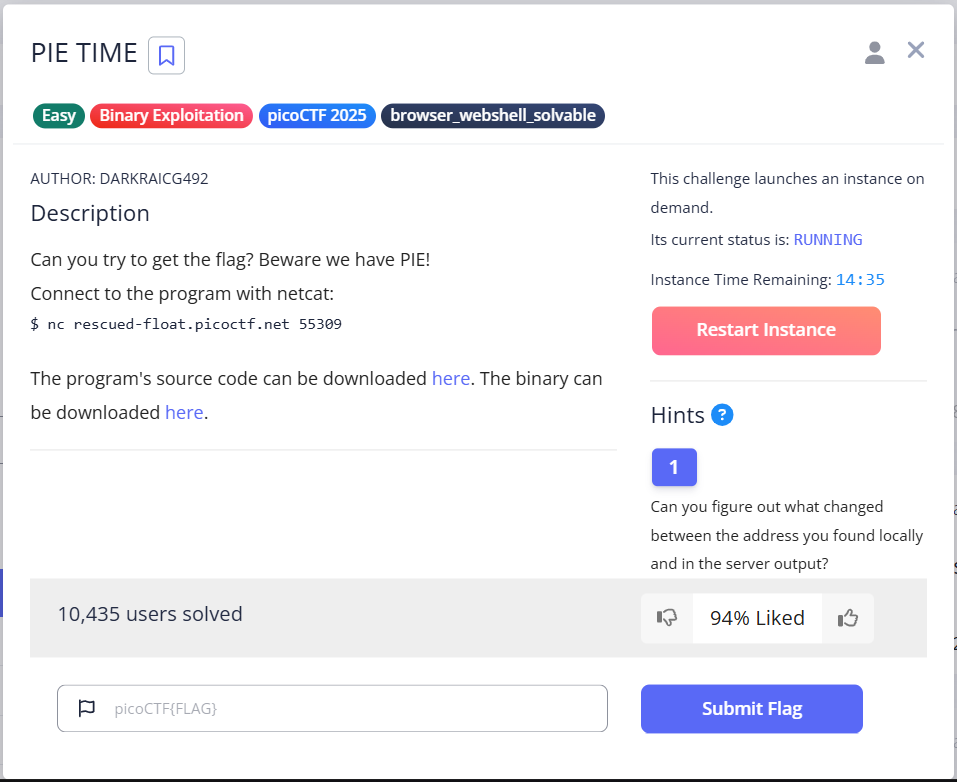 PIE TIME
Easy
Binary Exploitation
picoCTF 2025
browser_webshell_solvable
AUTHOR: DARKRAICG492
Description
Can you try to get the flag? Beware we have PIE!
Connect to the program with netcat:
$ nc rescued-float.picoctf.net 55309
The program's source code can be downloaded here. The binary can
be downloaded here.
This challenge launches an instance on
demand.
Its current status is: RUNNING
Instance Time Remaining: 14:35
Restart Instance
Hints ?
1
Can you figure out what changed
between the address you found locally
and in the server output?
10,435 users solved
94% Liked
picoCTF{FLAG}
Submit Flag